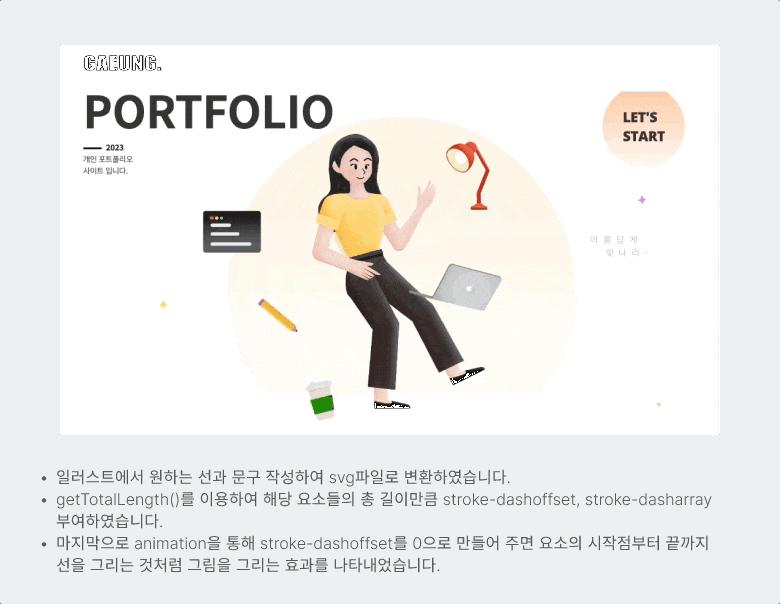 GAEUNG.
PORTFOLIO
2023
개인 포트폴리오
사이트 입니다.
LET'S
START
아름답게
빛나리-
• 일러스트에서 원하는 선과 문구 작성하여 svg파일로 변환하였습니다.
• getTotalLength()를 이용하여 해당 요소들의 총 길이만큼 stroke-dashoffset, stroke-dasharray
부여하였습니다.
• 마지막으로 animation을 통해 stroke-dashoffset를 0으로 만들어 주면 요소의 시작점부터 끝까지
선을 그리는 것처럼 그림을 그리는 효과를 나타내었습니다.